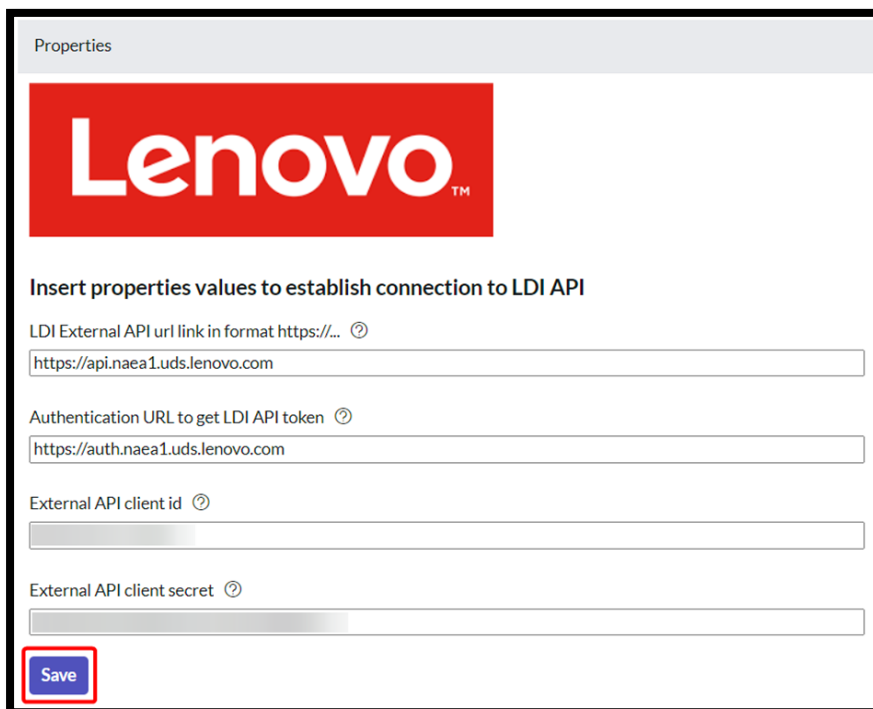 Properties
Lenovo™
Insert properties values to establish connection to LDI API
LDI External API url link in format https://... ?
https://api.naea1.uds.lenovo.com
Authentication URL to get LDI API token ?
https://auth.naea1.uds.lenovo.com
External API client id ?
External API client secret ?
Save